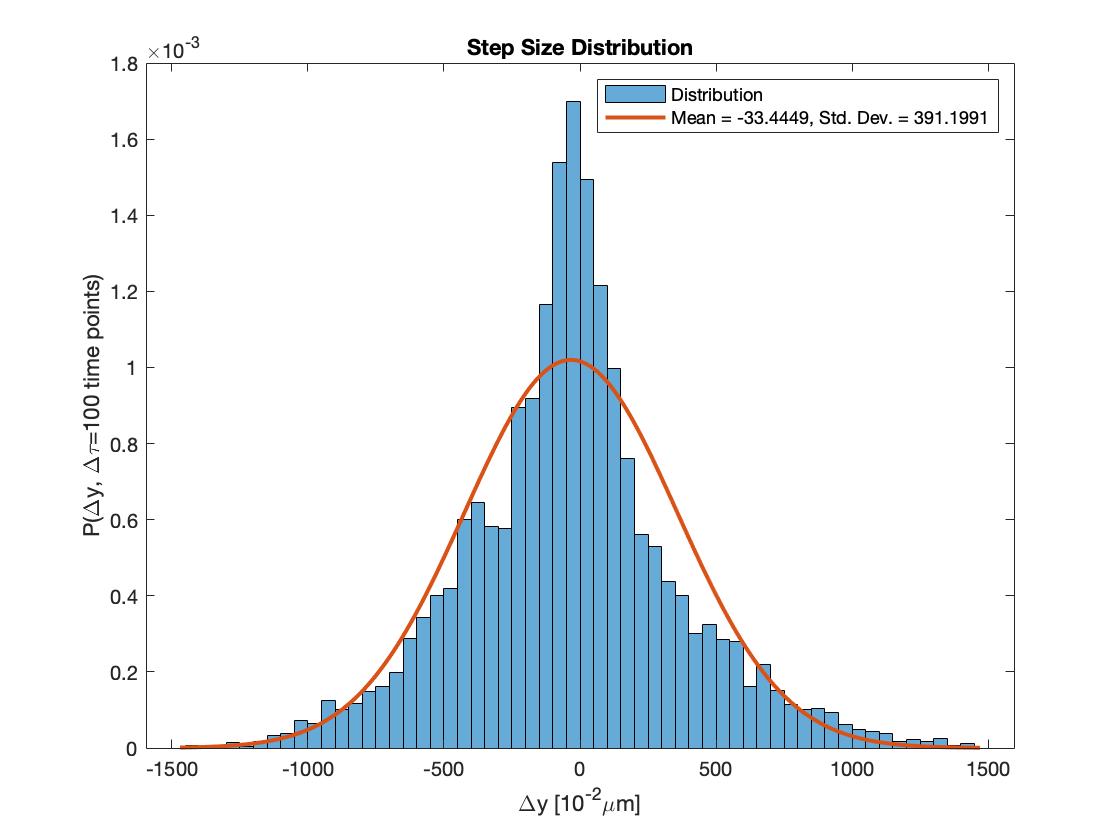 Step Size Distribution
×10⁻³
Distribution
Mean = -33.4449, Std. Dev. = 391.1991
1.8
1.6
1.4
1.2
1
0.8
0.6
0.4
0.2
0
P(Δy, Δτ=100 time points)
-1500 -1000 -500 0 500 1000 1500
Δy [10⁻²μm]